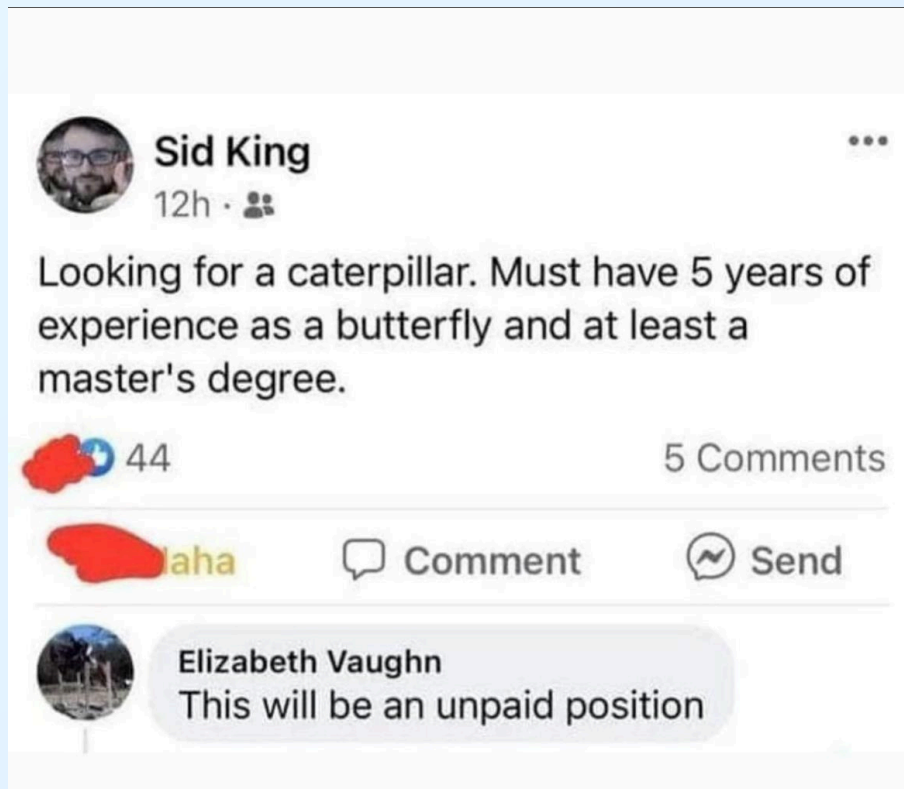 Sid King
12h ·
Looking for a caterpillar. Must have 5 years of
experience as a butterfly and at least a
master's degree.
44 5 Comments
aha Comment Send
Elizabeth Vaughn
This will be an unpaid position